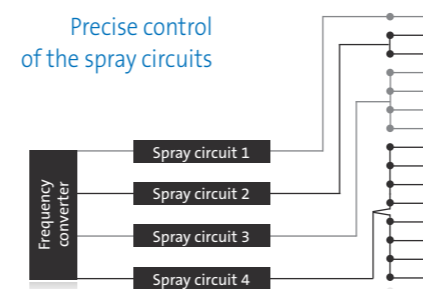 Precise control
of the spray circuits
Spray circuit 1
Spray circuit 2
Frequency
converter
Spray circuit 3
Spray circuit 4